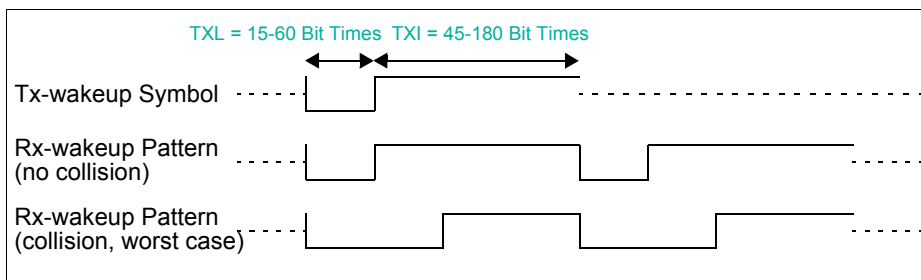 TXL = 15-60 Bit Times TXI = 45-180 Bit Times
Tx-wakeup Symbol
Rx-wakeup Pattern
(no collision)
Rx-wakeup Pattern
(collision, worst case)